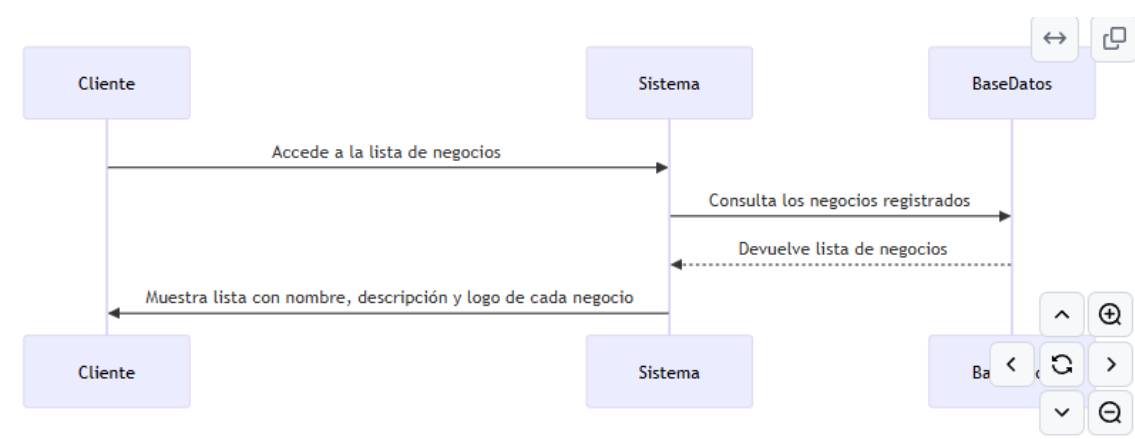 Cliente
Sistema
BaseDatos
Accede a la lista de negocios
Consulta los negocios registrados
Devuelve lista de negocios
Muestra lista con nombre, descripción y logo de cada negocio
Cliente
Sistema